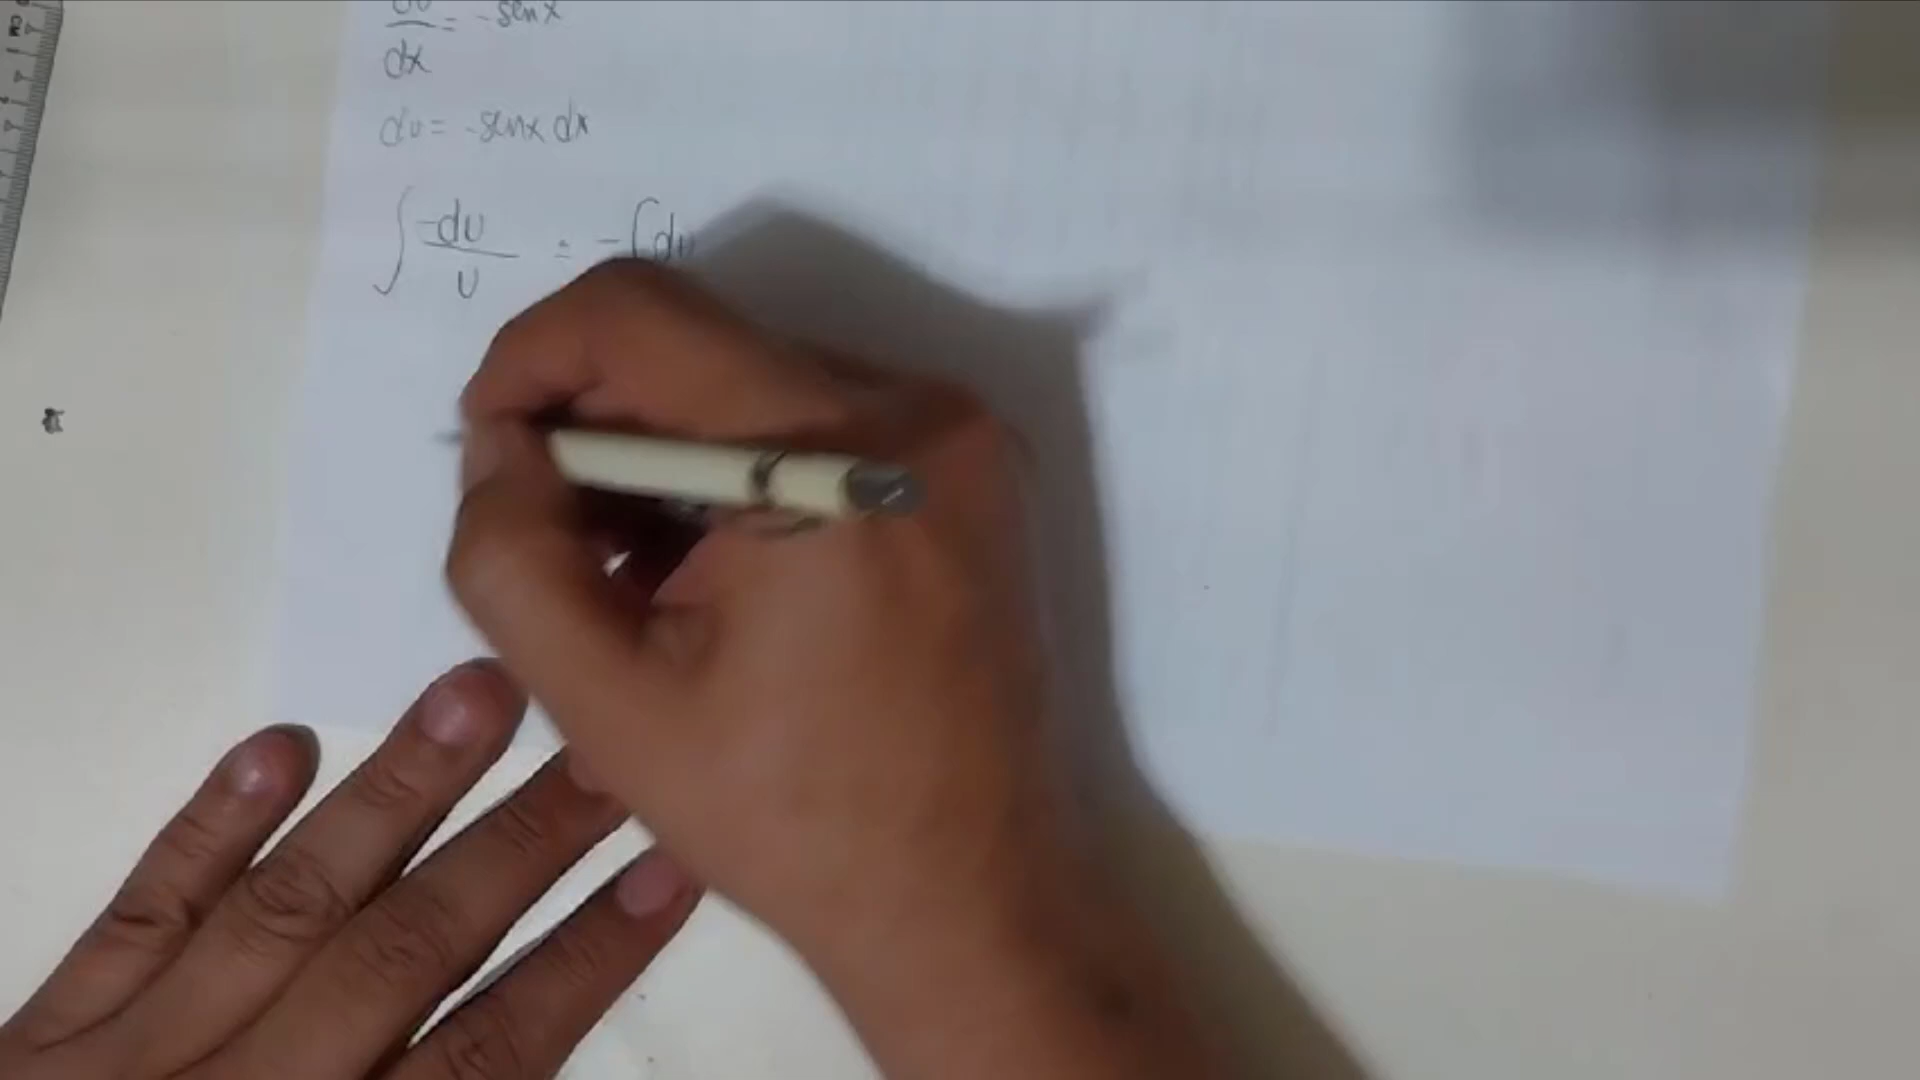 du/dx = -senx
du = -senx dx
∫ -du/u = -∫ du